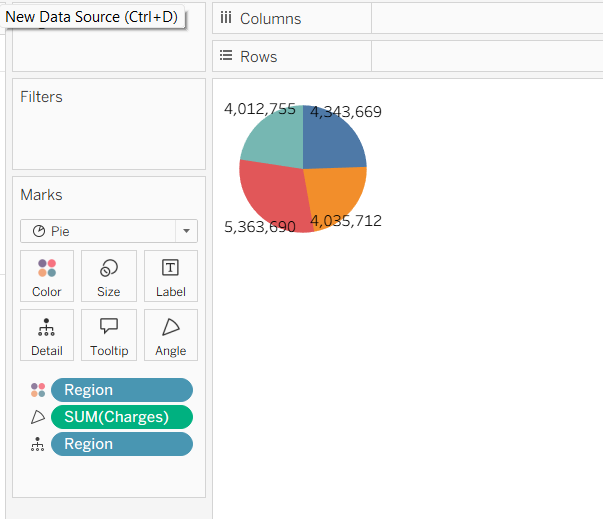 New Data Source (Ctrl+D)
Columns
Rows
Filters
Marks
Pie
Color
Size
Label
Detail
Tooltip
Angle
Region
SUM(Charges)
Region
4,012,755
4,343,669
5,363,690
4,035,712